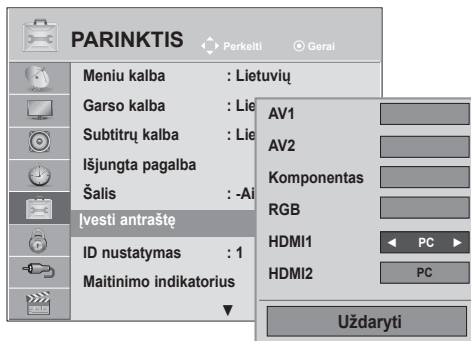 PARINKTIS Perkelti Gerai
Meniu kalba : Lietuvių
Garso kalba : Lie
Subtitrų kalba : Lie
Išjungta pagalba
Šalis : -Ai
Įvesti antraštę
ID nustatymas : 1
Maitinimo indikatorius
▼
AV1
AV2
Komponentas
RGB
HDMI1 ◄ PC ►
HDMI2 PC
Uždaryti